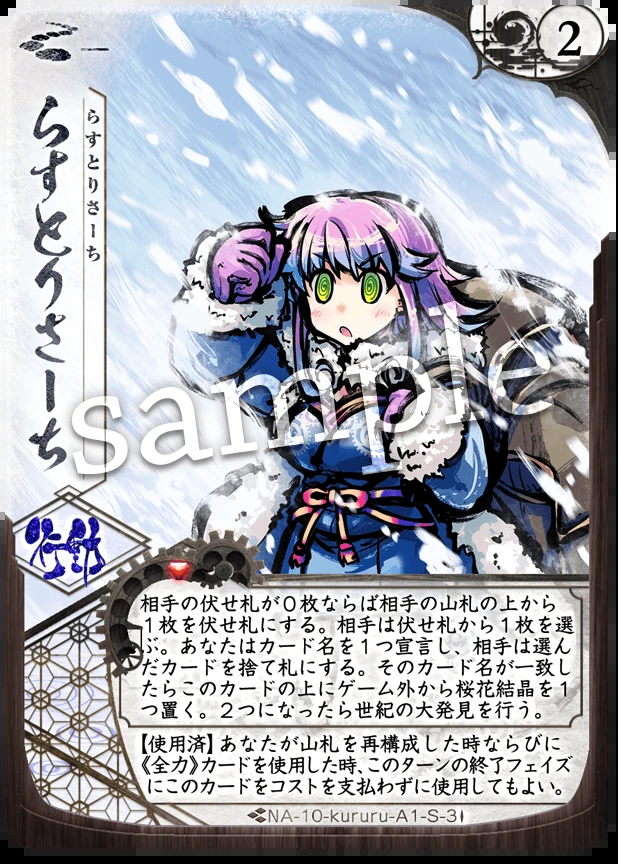 2
らすとりさーち
らすとりさーち
行動
sample
相手の伏せ札が０枚ならば相手の山札の上から
１枚を伏せ札にする。相手は伏せ札から１枚を選
ぶ。あなたはカード名を１つ宣言し、相手は選ん
だカードを捨て札にする。そのカード名が一致し
たらこのカードの上にゲーム外から桜花結晶を１
つ置く。２つになったら世紀の大発見を行う。
【使用済】あなたが山札を再構成した時ならびに
《全力》カードを使用した時、このターンの終了フェイズ
にこのカードをコストを支払わずに使用してもよい。
NA-10-kururu-A1-S-3